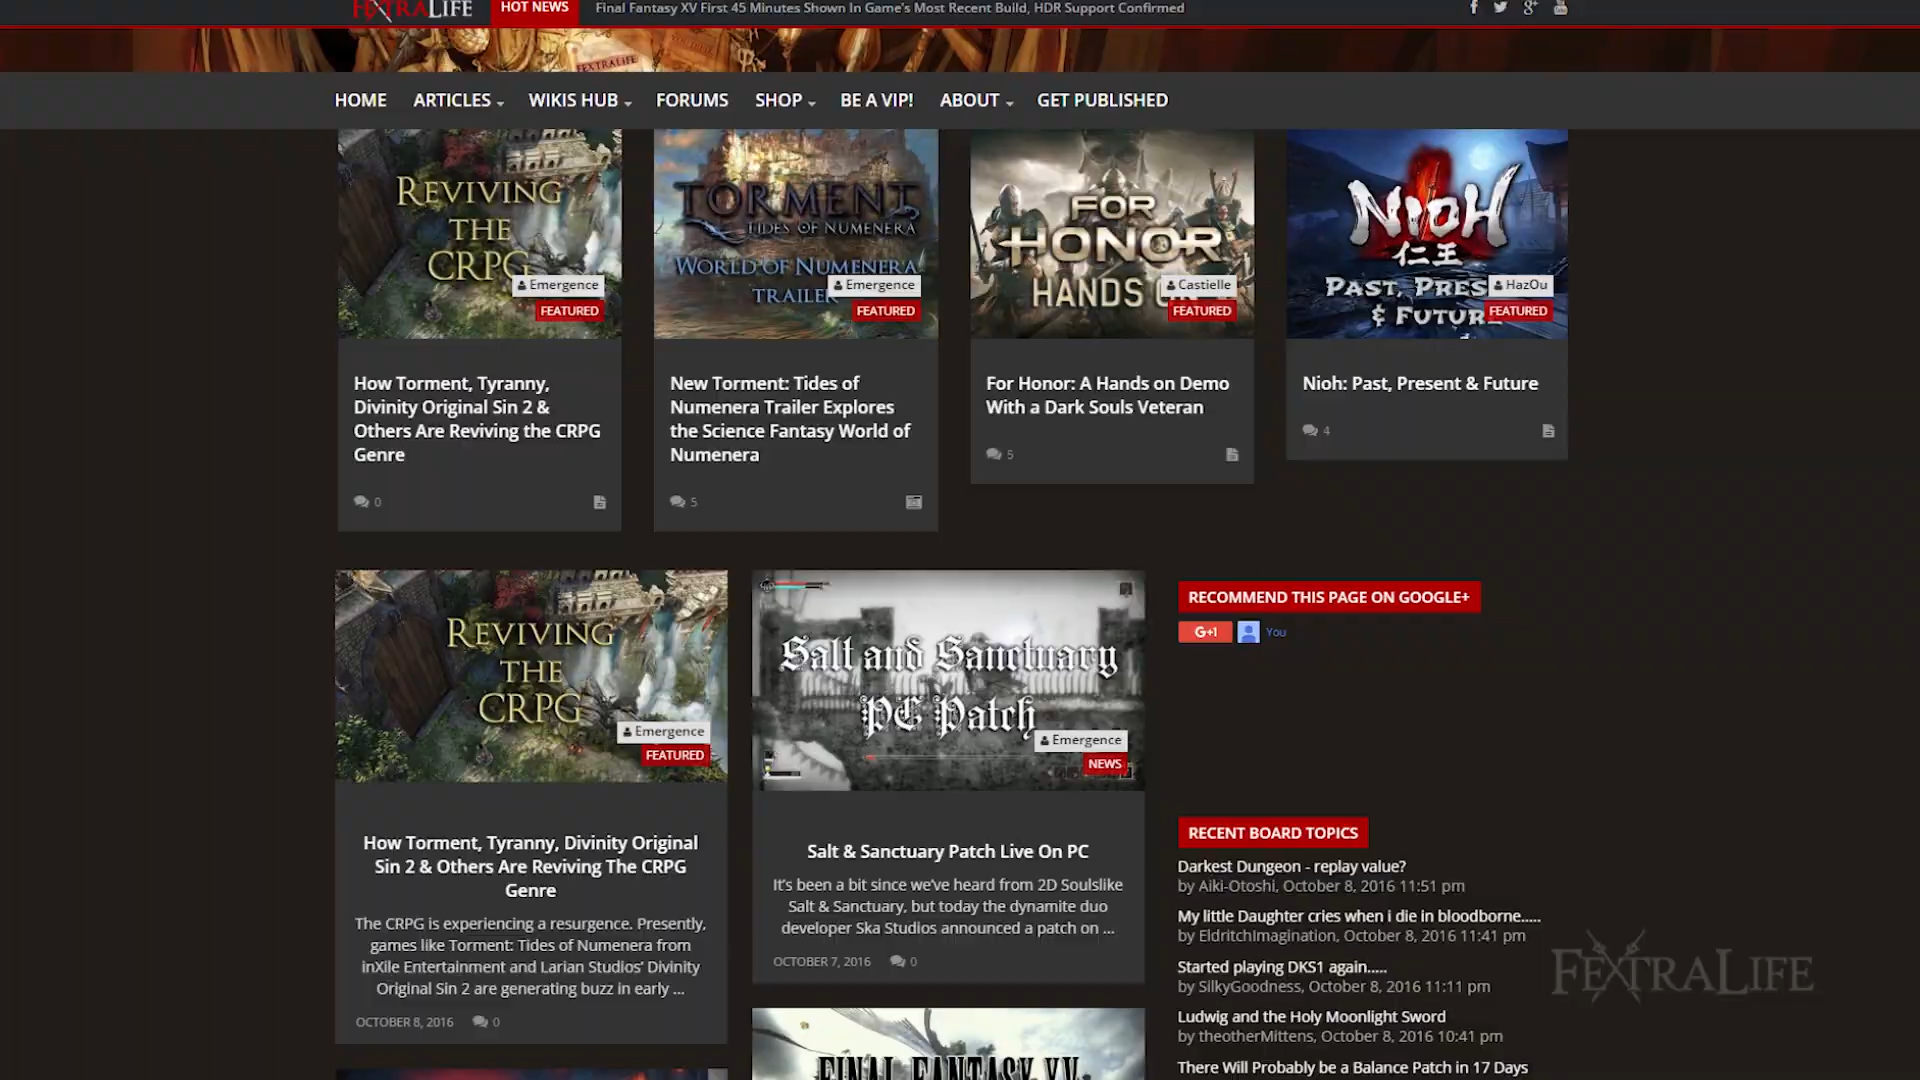 FEXTRALIFE
HOT NEWS
Final Fantasy XV First 45 Minutes Shown In Game's Most Recent Build, HDR Support Confirmed
FEXTRALIFE
HOME
ARTICLES
WIKIS HUB
FORUMS
SHOP
BE A VIP!
ABOUT
GET PUBLISHED
REVIVING
THE
CRPG
Emergence
FEATURED
How Torment, Tyranny,
Divinity Original Sin 2 &
Others Are Reviving the CRPG
Genre
0
TORMENT
TIDES OF NUMENERA
WORLD OF NUMENERA
TRAILER
Emergence
FEATURED
New Torment: Tides of
Numenera Trailer Explores
the Science Fantasy World of
Numenera
5
FOR
HONOR
HANDS
Castielle
FEATURED
For Honor: A Hands on Demo
With a Dark Souls Veteran
5
NIOH
仁王
PAST, PRES
& FUTUR
HazOu
FEATURED
Nioh: Past, Present & Future
4
REVIVING
THE
CRPG
Emergence
FEATURED
How Torment, Tyranny, Divinity Original
Sin 2 & Others Are Reviving The CRPG
Genre
The CRPG is experiencing a resurgence. Presently,
games like Torment: Tides of Numenera from
inXile Entertainment and Larian Studios' Divinity
Original Sin 2 are generating buzz in early ...
OCTOBER 8, 2016
0
Salt and Sanctuary
PC Patch
Emergence
NEWS
Salt & Sanctuary Patch Live On PC
It's been a bit since we've heard from 2D Soulslike
Salt & Sanctuary, but today the dynamite duo
developer Ska Studios announced a patch on ...
OCTOBER 7, 2016
0
FINAL FANTASY XV
RECOMMEND THIS PAGE ON GOOGLE+
G+1
You
RECENT BOARD TOPICS
Darkest Dungeon - replay value?
by Aiki-Otoshi, October 8, 2016 11:51 pm
My little Daughter cries when i die in bloodborne.....
by EldritchImagination, October 8, 2016 11:41 pm
Started playing DKS1 again.....
by SilkyGoodness, October 8, 2016 11:11 pm
Ludwig and the Holy Moonlight Sword
by theotherMittens, October 8, 2016 10:41 pm
There Will Probably be a Balance Patch in 17 Days
FEXTRALIFE